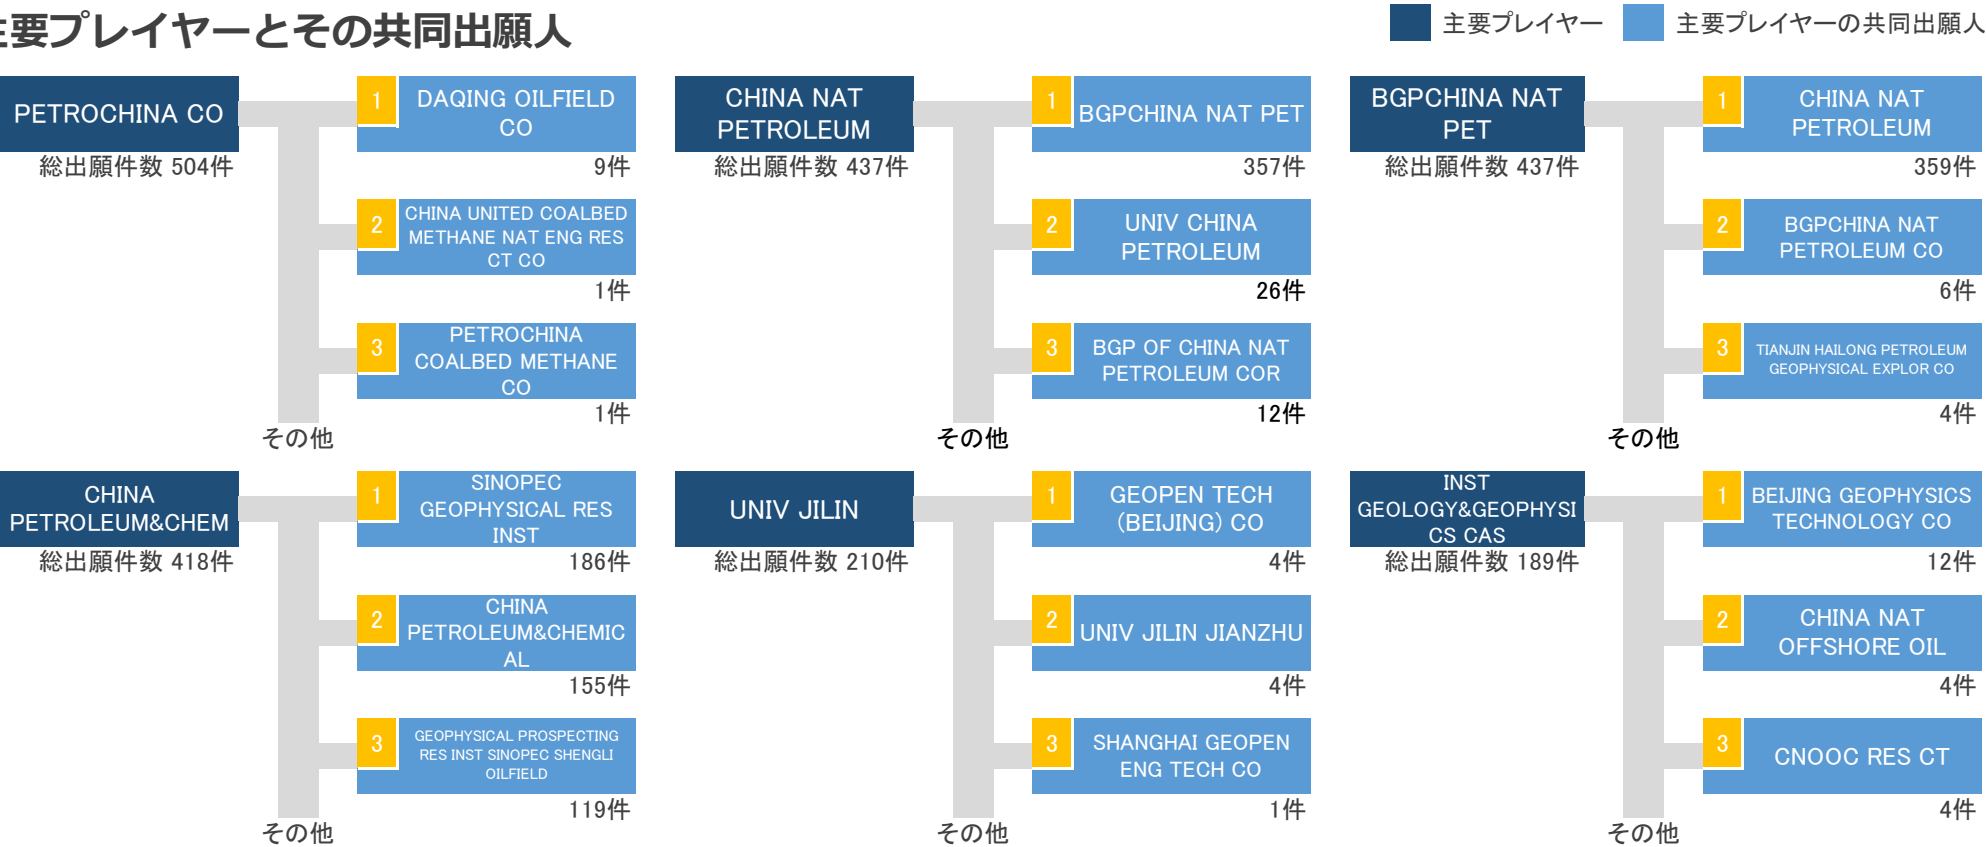 主要プレイヤーとその共同出願人
主要プレイヤー
主要プレイヤーの共同出願人
PETROCHINA CO
総出願件数 504件
1
DAQING OILFIELD
CO
9件
2
CHINA UNITED COALBED
METHANE NAT ENG RES
CT CO
1件
3
PETROCHINA
COALBED METHANE
CO
1件
その他
CHINA NAT
PETROLEUM
総出願件数 437件
1
BGPCHINA NAT PET
357件
2
UNIV CHINA
PETROLEUM
26件
3
BGP OF CHINA NAT
PETROLEUM COR
12件
その他
BGPCHINA NAT
PET
総出願件数 437件
1
CHINA NAT
PETROLEUM
359件
2
BGPCHINA NAT
PETROLEUM CO
6件
3
TIANJIN HAILONG PETROLEUM
GEOPHYSICAL EXPLOR CO
4件
その他
CHINA
PETROLEUM&CHEM
総出願件数 418件
1
SINOPEC
GEOPHYSICAL RES
INST
186件
2
CHINA
PETROLEUM&CHEMIC
AL
155件
3
GEOPHYSICAL PROSPECTING
RES INST SINOPEC SHENGLI
OILFIELD
119件
その他
UNIV JILIN
総出願件数 210件
1
GEOPEN TECH
(BEIJING) CO
4件
2
UNIV JILIN JIANZHU
4件
3
SHANGHAI GEOPEN
ENG TECH CO
1件
その他
INST
GEOLOGY&GEOPHYSI
CS CAS
総出願件数 189件
1
BEIJING GEOPHYSICS
TECHNOLOGY CO
12件
2
CHINA NAT
OFFSHORE OIL
4件
3
CNOOC RES CT
4件
その他